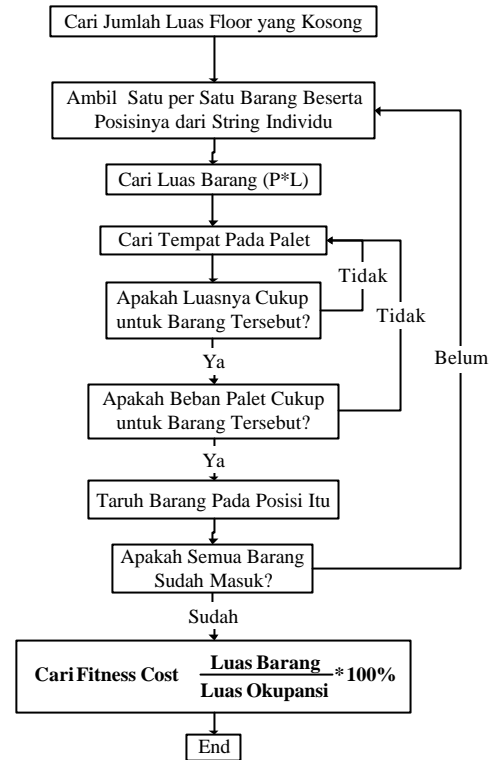 Cari Jumlah Luas Floor yang Kosong
Ambil Satu per Satu Barang Beserta
Posisinya dari String Individu
Cari Luas Barang (P*L)
Cari Tempat Pada Palet
Tidak
Apakah Luasnya Cukup
untuk Barang Tersebut?
Tidak
Ya
Belum
Apakah Beban Palet Cukup
untuk Barang Tersebut?
Ya
Taruh Barang Pada Posisi Itu
Apakah Semua Barang
Sudah Masuk?
Sudah
Cari Fitness Cost Luas Barang / Luas Okupansi * 100%
End